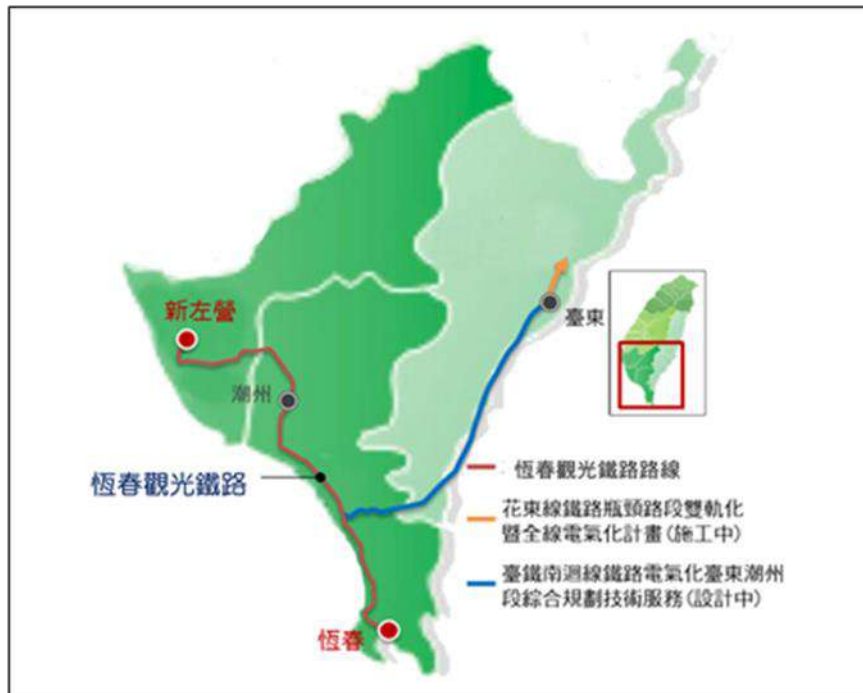 新左營
臺東
潮州
恆春觀光鐵路
恆春觀光鐵路路線
花東線鐵路瓶頸路段雙軌化
暨全線電氣化計畫(施工中)
臺鐵南迴線鐵路電氣化臺東潮州
段綜合規劃技術服務(設計中)
恆春